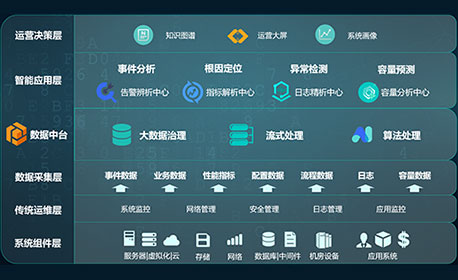 运营决策层 知识图谱 运营大屏 系统画像
智能应用层 事件分析 根因定位 异常检测 容量预测
告警辨析中心 指标解析中心 日志精析中心 容量分析中心
数据中台 大数据治理 流式处理 算法处理
数据采集层 事件数据 业务数据 性能指标 配置数据 流程数据 日志 容量数据
传统运维层 系统监控 网络管理 安全管理 日志管理 应用监控
系统组件层 服务器|虚拟化|云 存储 网络 数据库|中间件 机房设备 应用系统